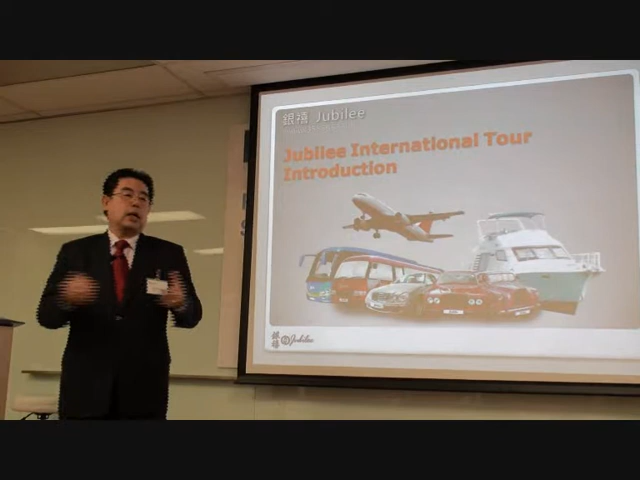 銀禧 Jubilee
Jubilee International Tour
Introduction
銀禧 Jubilee